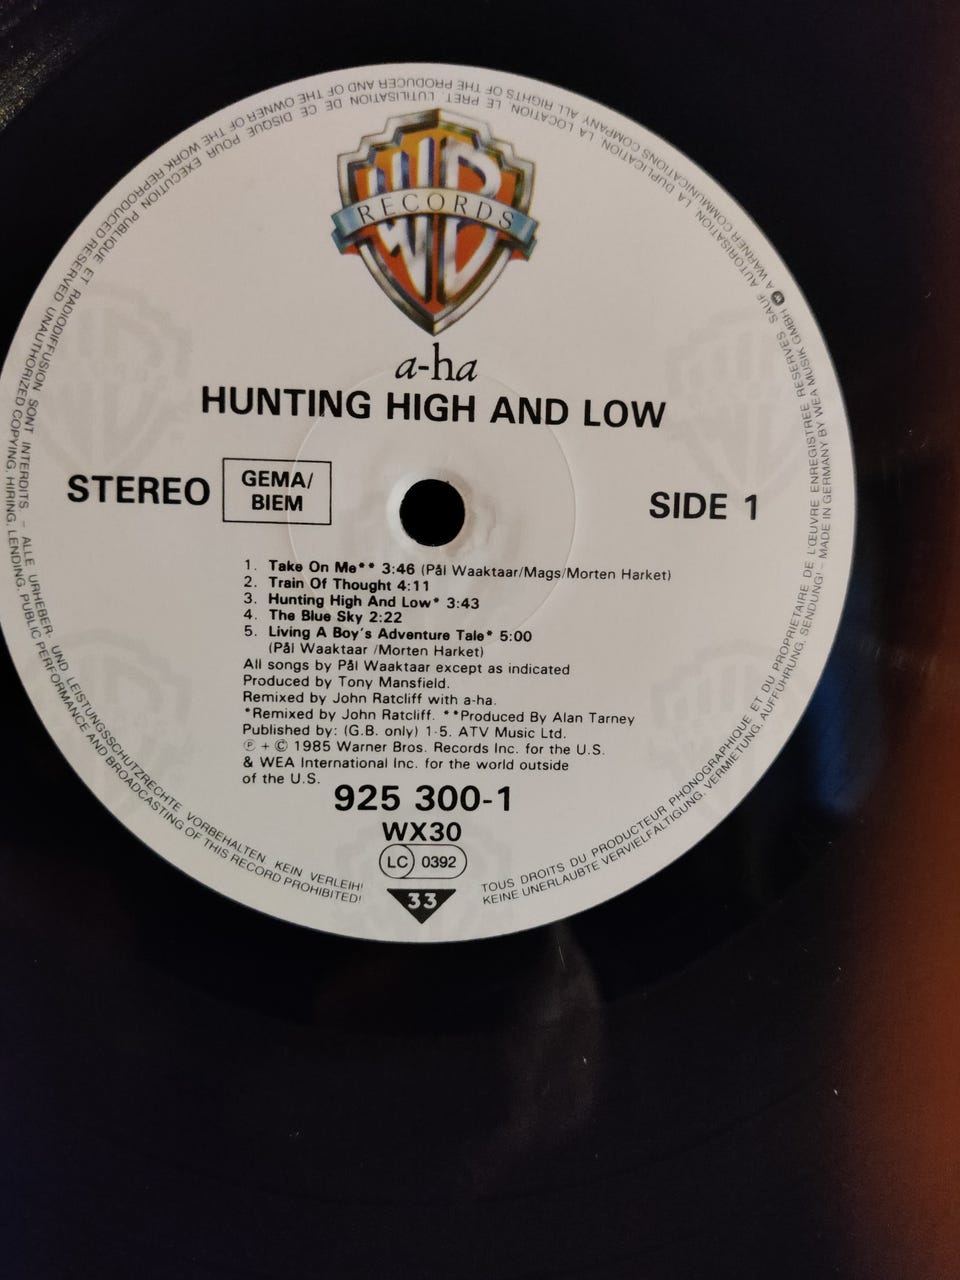 WB
RECORDS
a-ha
HUNTING HIGH AND LOW
STEREO
GEMA/
BIEM
SIDE 1
1. Take On Me** 3:46 (Pål Waaktaar/Mags/Morten Harket)
2. Train Of Thought 4:11
3. Hunting High And Low* 3:43
4. The Blue Sky 2:22
5. Living A Boy's Adventure Tale* 5:00
(Pål Waaktaar /Morten Harket)
All songs by Pål Waaktaar except as indicated
Produced by Tony Mansfield.
Remixed by John Ratcliff with a-ha.
*Remixed by John Ratcliff. **Produced By Alan Tarney
Published by: (G.B. only) 1-5. ATV Music Ltd.
℗ + © 1985 Warner Bros. Records Inc. for the U.S.
& WEA International Inc. for the world outside
of the U.S.
925 300-1
WX30
LC 0392
33
TOUS DROITS DU PRODUCTEUR PHONOGRAPHIQUE ET DU PROPRIETAIRE DE L'ŒUVRE ENREGISTREE RESERVES SAUF AUTORISATION. LA DUPLICATION, LA LOCATION, LE PRET, L'UTILISATION DE CE DISQUE POUR EXECUTION PUBLIQUE ET RADIODIFFUSION SONT INTERDITS. – ALLE URHEBER- UND LEISTUNGSSCHUTZRECHTE VORBEHALTEN KEIN VERLEIH!
KEINE UNERLAUBTE VERVIELFÄLTIGUNG, VERMIETUNG, AUFFÜHRUNG, SENDUNG! – MADE IN GERMANY BY WEA MUSIK GMBH A WARNER COMMUNICATIONS COMPANY ALL RIGHTS OF THE PRODUCER AND OF THE OWNER OF THE WORK REPRODUCED RESERVED UNAUTHORIZED COPYING, HIRING, LENDING, PUBLIC PERFORMANCE AND BROADCASTING OF THIS RECORD PROHIBITED!